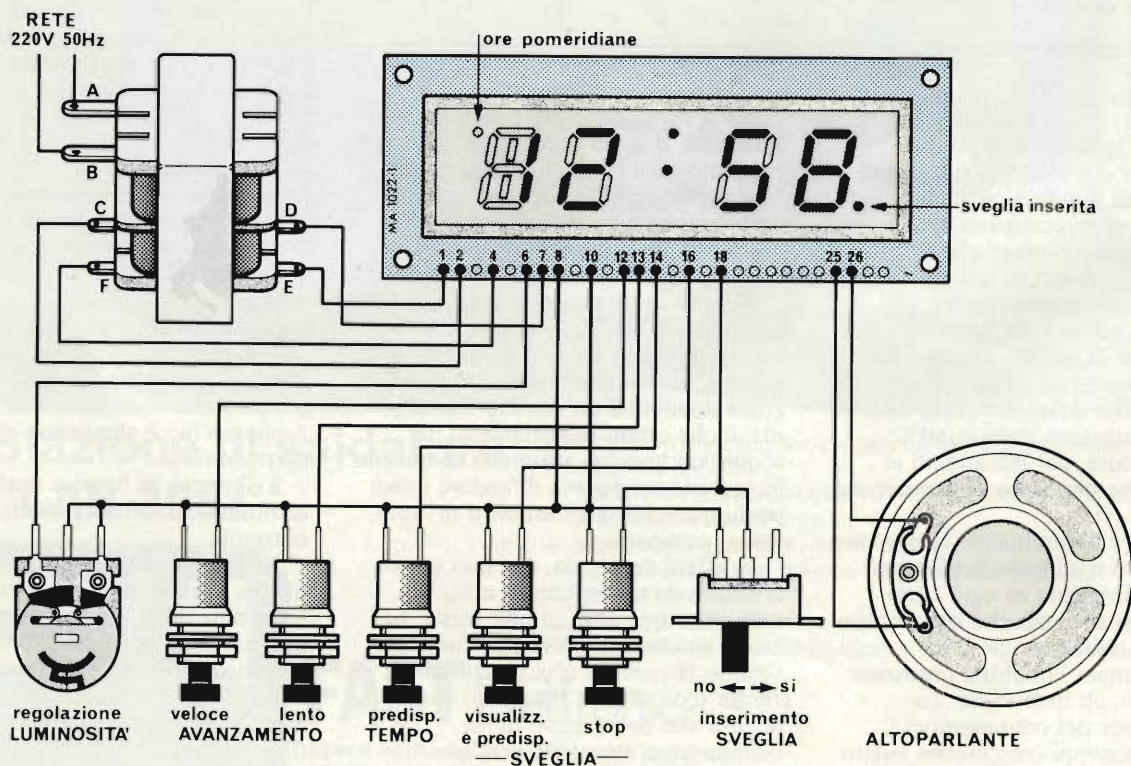 RETE
220V 50Hz
A
B
C
D
F
E
ore pomeridiane
MA-1022-1
sveglia inserita
1 2 4 6 7 8 10 12 13 14 16 18 25 26
regolazione
LUMINOSITA'
veloce lento
AVANZAMENTO
predisp.
TEMPO
visualizz.
e predisp.
stop
SVEGLIA
no si
inserimento
SVEGLIA
ALTOPARLANTE